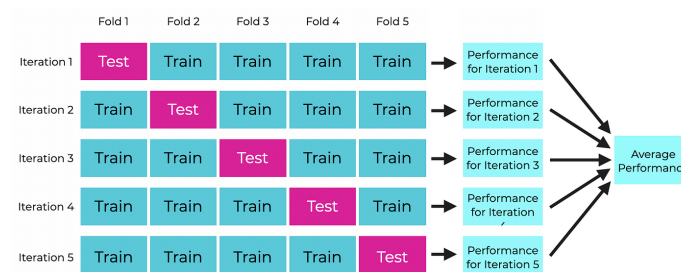 Fold 1 Fold 2 Fold 3 Fold 4 Fold 5
Iteration 1 Test Train Train Train Train Performance for Iteration 1
Iteration 2 Train Test Train Train Train Performance for Iteration 2
Iteration 3 Train Train Test Train Train Performance for Iteration 3
Average Performance
Iteration 4 Train Train Train Test Train Performance for Iteration
Iteration 5 Train Train Train Train Test Performance for Iteration 5